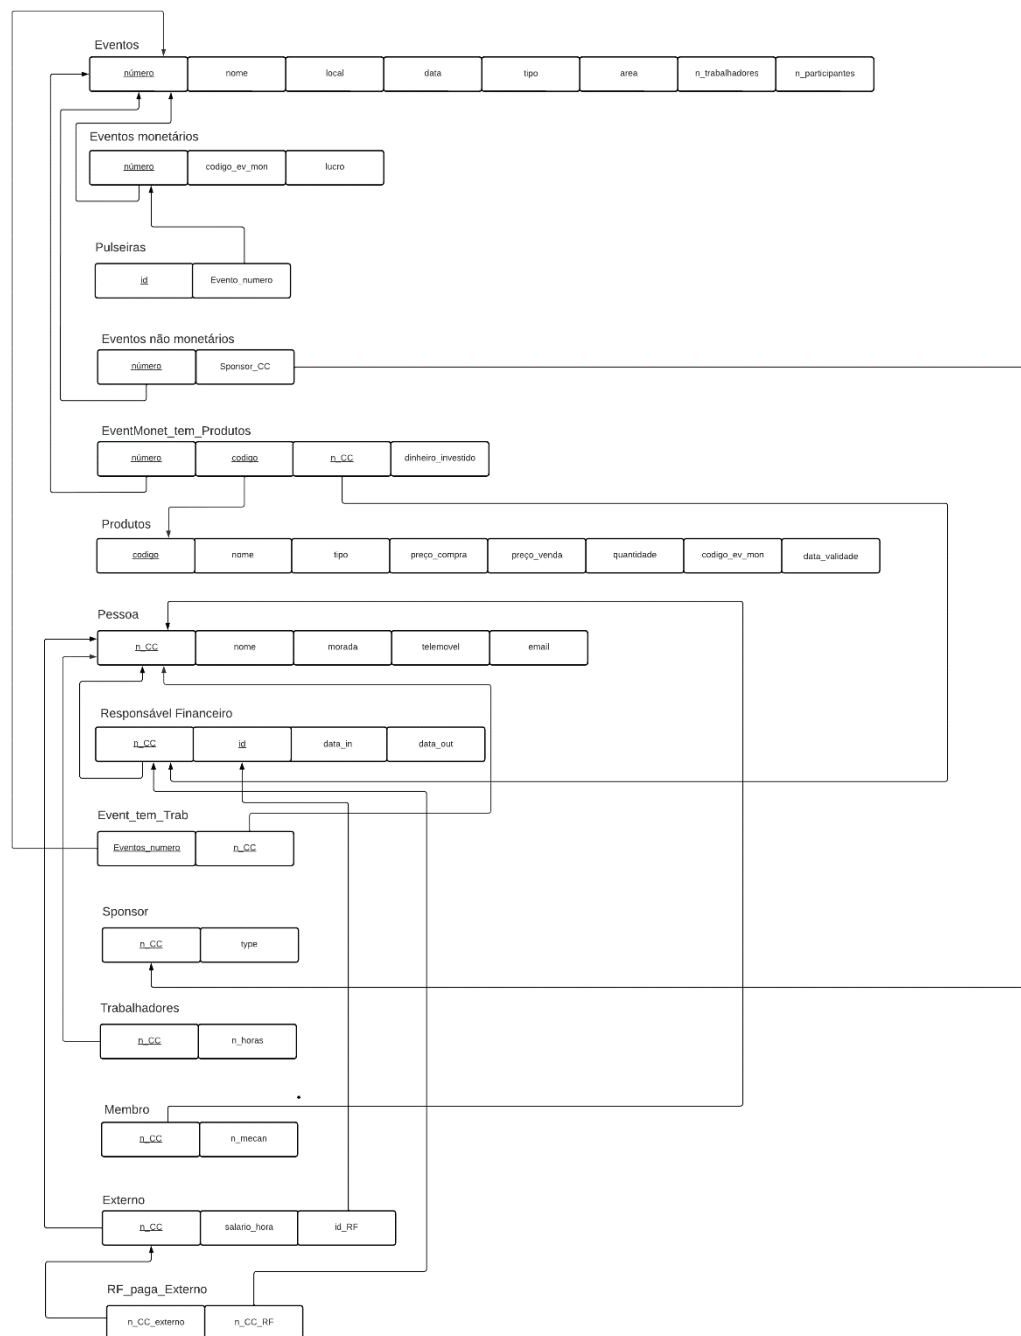 Eventos
número nome local data tipo area n_trabalhadores n_participantes
Eventos monetários
número codigo_ev_mon lucro
Pulseiras
id Evento_numero
Eventos não monetários
número Sponsor_CC
EventMonet_tem_Produtos
número codigo n_CC dinheiro_investido
Produtos
codigo nome tipo preço_compra preço_venda quantidade codigo_ev_mon data_validade
Pessoa
n_CC nome morada telemovel email
Responsável Financeiro
n_CC id data_in data_out
Event_tem_Trab
Eventos_numero n_CC
Sponsor
n_CC type
Trabalhadores
n_CC n_horas
Membro
n_CC n_mecan
Externo
n_CC salario_hora id_RF
RF_paga_Externo
n_CC_externo n_CC_RF